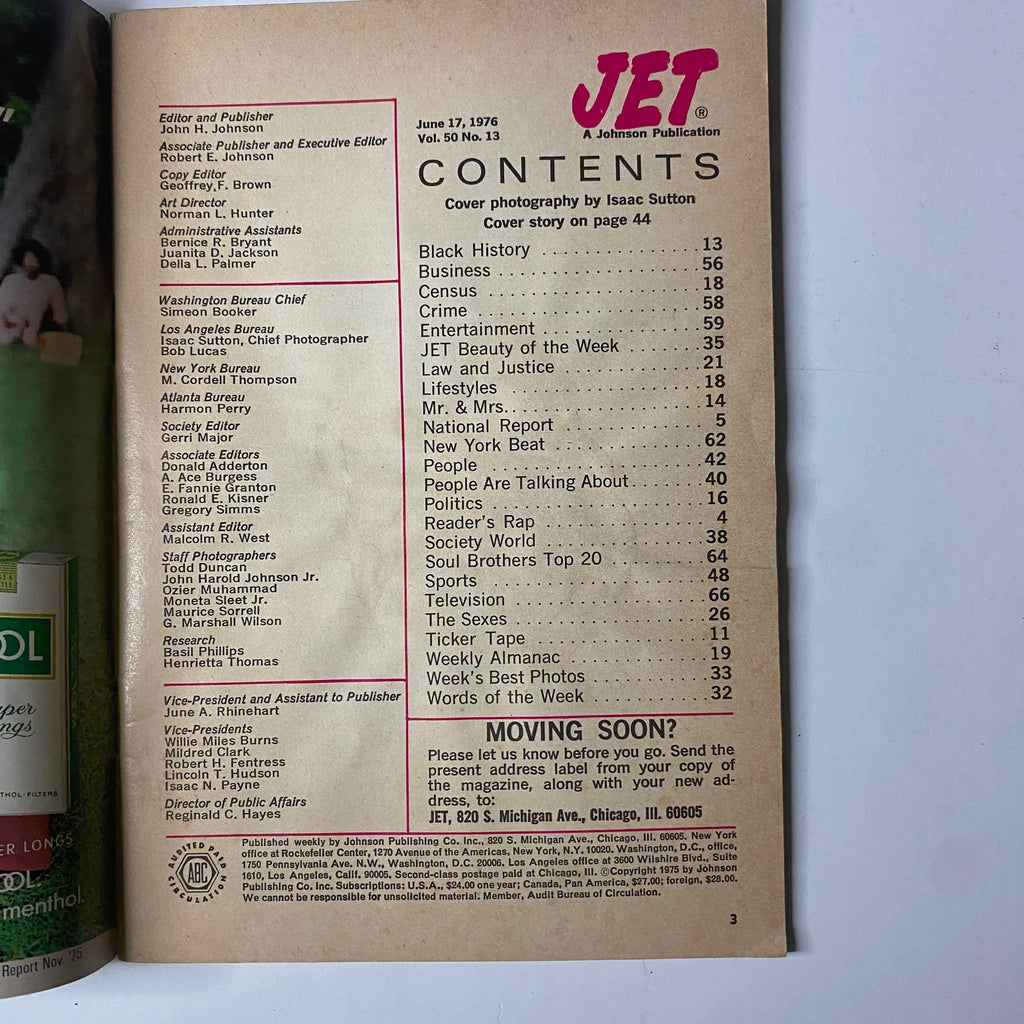 JET®
A Johnson Publication
June 17, 1976
Vol. 50 No. 13
CONTENTS
Cover photography by Isaac Sutton
Cover story on page 44
Black History . . . . . . . . . . . . . . . 13
Business . . . . . . . . . . . . . . . . . . 56
Census . . . . . . . . . . . . . . . . . . . 18
Crime . . . . . . . . . . . . . . . . . . . . 58
Entertainment . . . . . . . . . . . . . . 59
JET Beauty of the Week . . . . . . . 35
Law and Justice . . . . . . . . . . . . . 21
Lifestyles . . . . . . . . . . . . . . . . . 18
Mr. & Mrs. . . . . . . . . . . . . . . . . 14
National Report . . . . . . . . . . . . . 5
New York Beat . . . . . . . . . . . . . . 62
People . . . . . . . . . . . . . . . . . . . 42
People Are Talking About . . . . . . . 40
Politics . . . . . . . . . . . . . . . . . . . 16
Reader's Rap . . . . . . . . . . . . . . . 4
Society World . . . . . . . . . . . . . . 38
Soul Brothers Top 20 . . . . . . . . . 64
Sports . . . . . . . . . . . . . . . . . . . 48
Television . . . . . . . . . . . . . . . . . 66
The Sexes . . . . . . . . . . . . . . . . . 26
Ticker Tape . . . . . . . . . . . . . . . . 11
Weekly Almanac . . . . . . . . . . . . . 19
Week's Best Photos . . . . . . . . . . . 33
Words of the Week . . . . . . . . . . . 32
MOVING SOON?
Please let us know before you go. Send the
present address label from your copy of
the magazine, along with your new ad-
dress, to:
JET, 820 S. Michigan Ave., Chicago, Ill. 60605
Editor and Publisher
John H. Johnson
Associate Publisher and Executive Editor
Robert E. Johnson
Copy Editor
Geoffrey F. Brown
Art Director
Norman L. Hunter
Administrative Assistants
Bernice R. Bryant
Juanita D. Jackson
Della L. Palmer
Washington Bureau Chief
Simeon Booker
Los Angeles Bureau
Isaac Sutton, Chief Photographer
Bob Lucas
New York Bureau
M. Cordell Thompson
Atlanta Bureau
Harmon Perry
Society Editor
Gerri Major
Associate Editors
Donald Adderton
A. Ace Burgess
E. Fannie Granton
Ronald E. Kisner
Gregory Simms
Assistant Editor
Malcolm R. West
Staff Photographers
Todd Duncan
John Harold Johnson Jr.
Ozier Muhammad
Moneta Sleet Jr.
Maurice Sorrell
G. Marshall Wilson
Research
Basil Phillips
Henrietta Thomas
Vice-President and Assistant to Publisher
June A. Rhinehart
Vice-Presidents
Willie Miles Burns
Mildred Clark
Robert H. Fentress
Lincoln T. Hudson
Isaac N. Payne
Director of Public Affairs
Reginald C. Hayes
AUDITED PAID
ABC
CIRCULATION
Published weekly by Johnson Publishing Co. Inc., 820 S. Michigan Ave., Chicago, Ill. 60605. New York
office at Rockefeller Center, 1270 Avenue of the Americas. New York, N.Y. 10020. Washington, D.C., office,
1750 Pennsylvania Ave. N.W., Washington, D.C. 20006. Los Angeles office at 3600 Wilshire Blvd., Suite
1610, Los Angeles, Calif. 90005. Second-class postage paid at Chicago, Ill. ©Copyright 1975 by Johnson
Publishing Co. Inc. Subscriptions: U.S.A., $24.00 one year; Canada, Pan America, $27.00; foreign, $28.00.
We cannot be responsible for unsolicited material. Member, Audit Bureau of Circulation.
3
OL
LONGS
OOL.
menthol.
Report Nov. '75